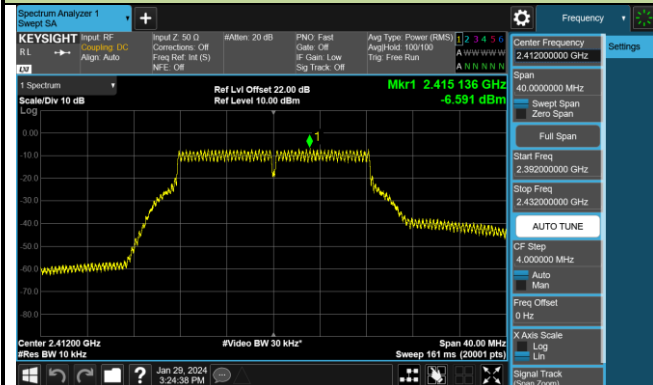 Spectrum Analyzer 1
Swept SA
+
Frequency
KEYSIGHT
RL
LXI
Input: RF
Coupling: DC
Align: Auto
Input Z: 50 Ω
Corrections: Off
Freq Ref: Int (S)
NFE: Off
#Atten: 20 dB
PNO: Fast
Gate: Off
IF Gain: Low
Sig Track: Off
Avg Type: Power (RMS)
Avg|Hold: 100/100
Trig: Free Run
1 2 3 4 5 6
A W W W W W
A N N N N N
1 Spectrum
Scale/Div 10 dB
Log
Ref Lvl Offset 22.00 dB
Ref Level 10.00 dBm
Mkr1 2.415 136 GHz
-6.591 dBm
1
0.00
-10.0
-20.0
-30.0
-40.0
-50.0
-60.0
-70.0
-80.0
Center 2.41200 GHz
#Res BW 10 kHz
#Video BW 30 kHz*
Span 40.00 MHz
Sweep 161 ms (20001 pts)
?
Jan 29, 2024
3:24:38 PM
Center Frequency
2.412000000 GHz
Span
40.0000000 MHz
Swept Span
Zero Span
Full Span
Start Freq
2.392000000 GHz
Stop Freq
2.432000000 GHz
AUTO TUNE
CF Step
4.000000 MHz
Auto
Man
Freq Offset
0 Hz
X Axis Scale
Log
Lin
Signal Track
(Span Zoom)
Settings